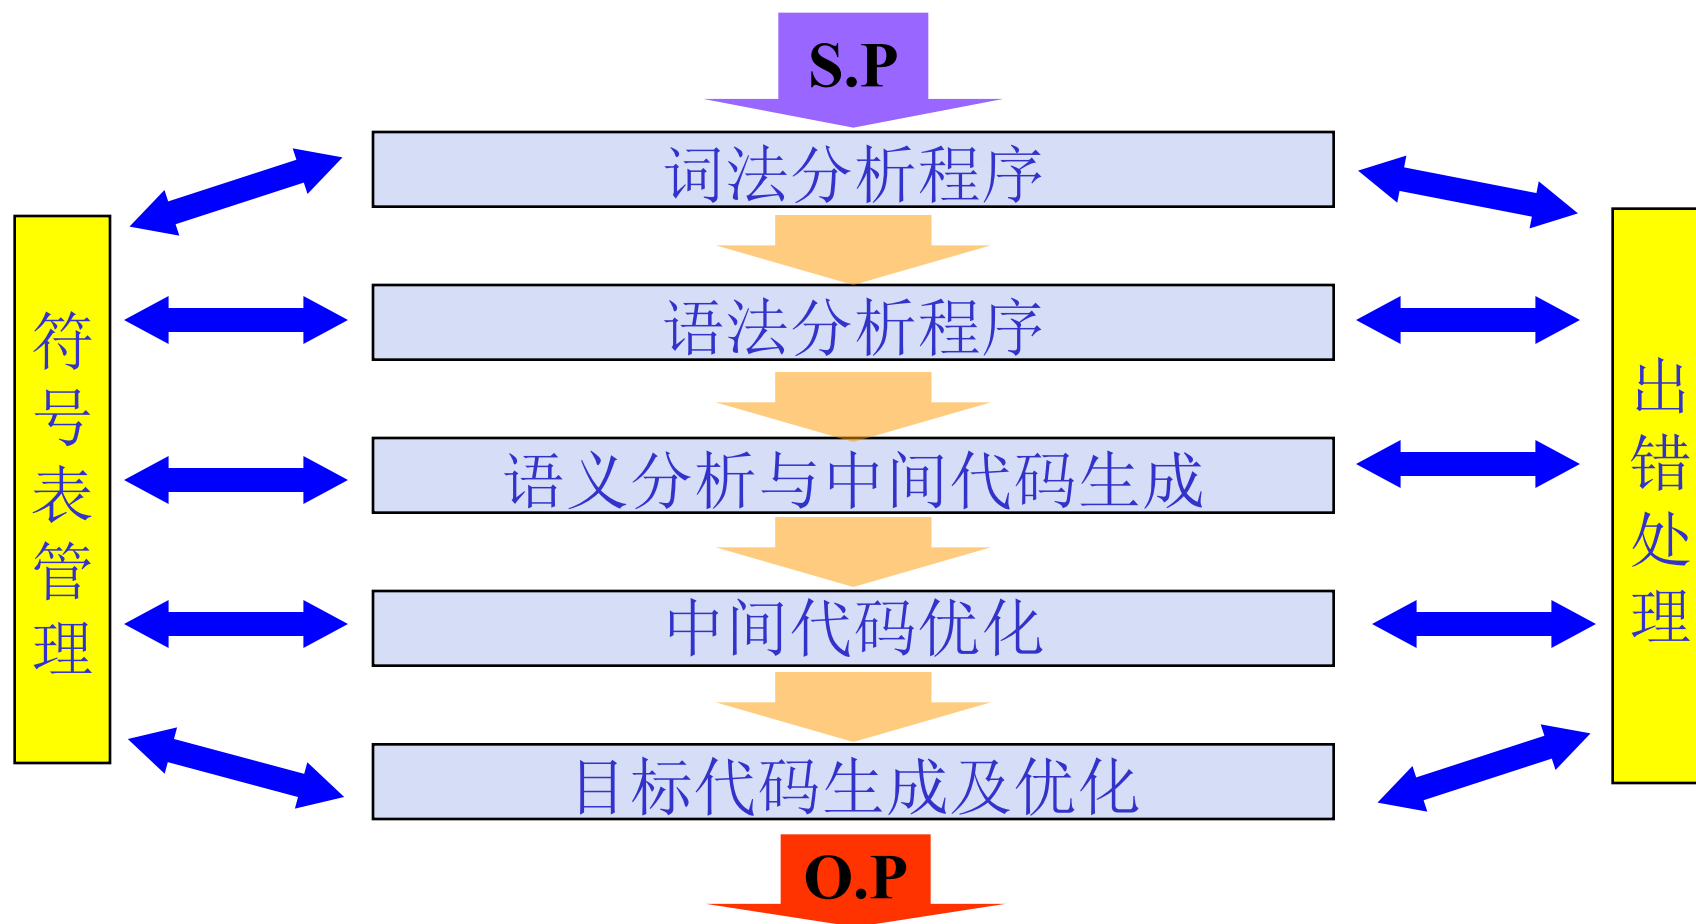 S.P
词法分析程序
语法分析程序
语义分析与中间代码生成
中间代码优化
目标代码生成及优化
O.P
符号表管理
出错处理